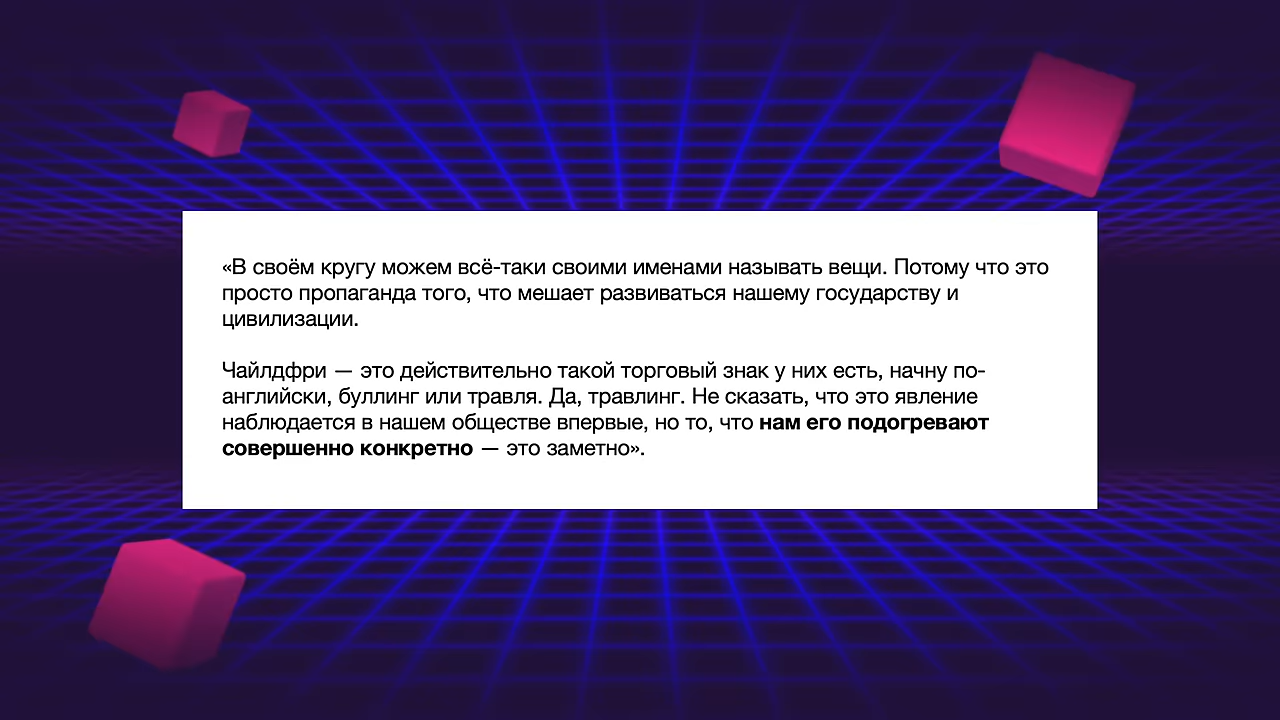 «В своём кругу можем всё-таки своими именами называть вещи. Потому что это
просто пропаганда того, что мешает развиваться нашему государству и
цивилизации.
Чайлдфри — это действительно такой торговый знак у них есть, начну по-
английски, буллинг или травля. Да, травлинг. Не сказать, что это явление
наблюдается в нашем обществе впервые, но то, что нам его подогревают
совершенно конкретно — это заметно».